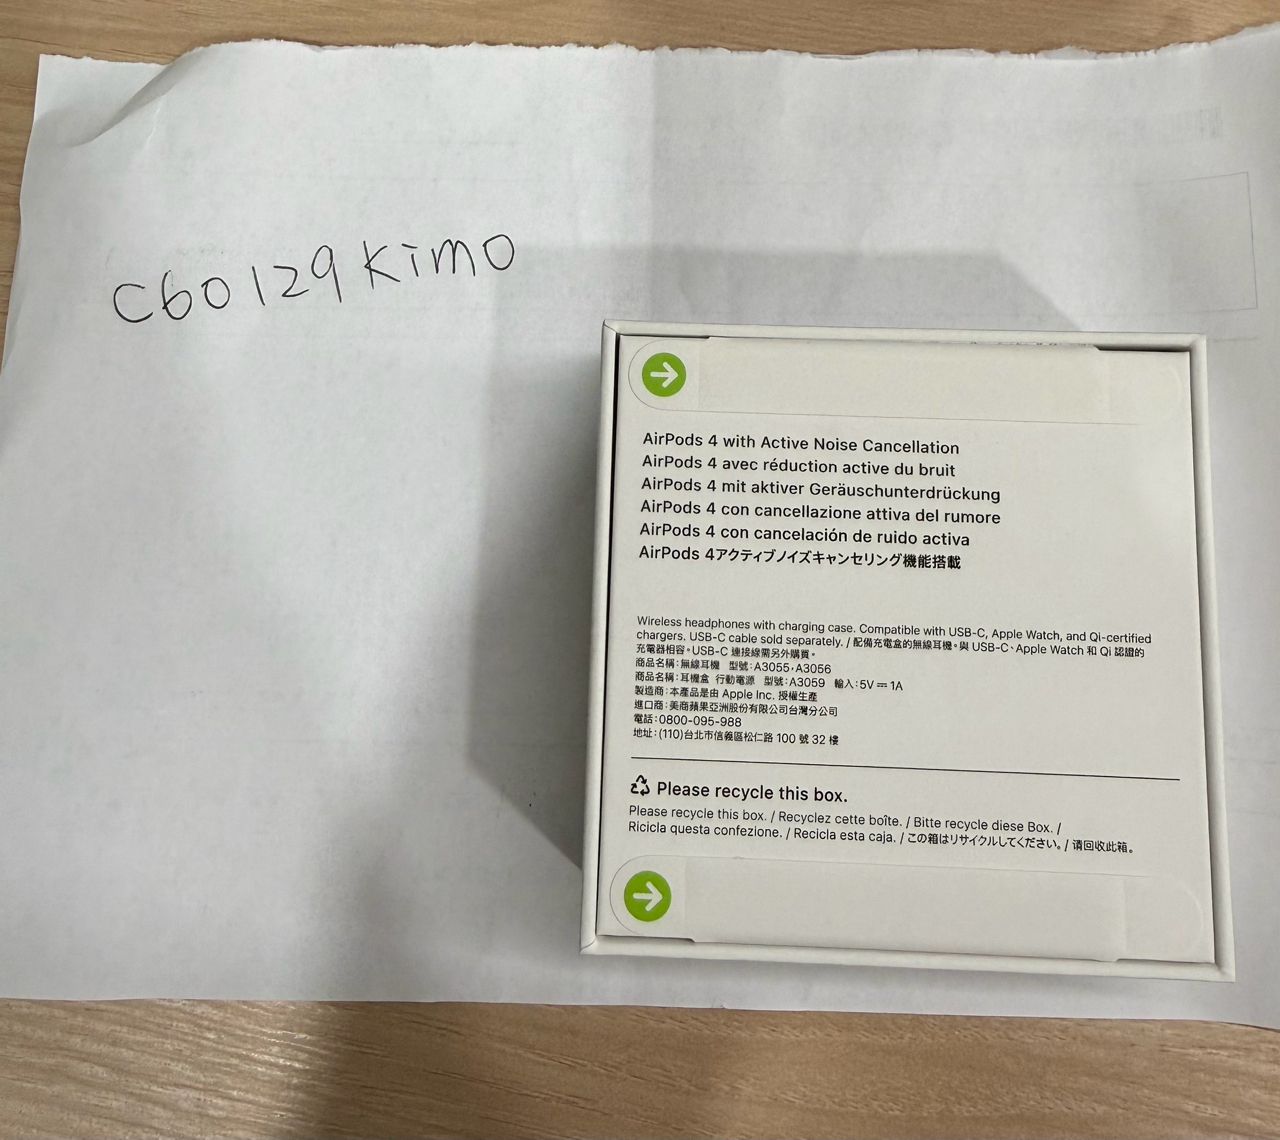 C60129kimo
AirPods 4 with Active Noise Cancellation
AirPods 4 avec réduction active du bruit
AirPods 4 mit aktiver Geräuschunterdrückung
AirPods 4 con cancellazione attiva del rumore
AirPods 4 con cancelación de ruido activa
AirPods 4アクティブノイズキャンセリング機能搭載
Wireless headphones with charging case. Compatible with USB-C, Apple Watch, and Qi-certified
chargers. USB-C cable sold separately. / 配備充電盒的無線耳機。與 USB-C、Apple Watch 和 Qi 認證的
充電器相容。USB-C 連接線需另外購買。
商品名稱：無線耳機 型號：A3055，A3056
商品名稱：耳機盒 行動電源 型號：A3059 輸入：5V⎓1A
製造商：本產品是由 Apple Inc. 授權生產
進口商：美商蘋果亞洲股份有限公司台灣分公司
電話：0800-095-988
地址：(110)台北市信義區松仁路 100 號 32 樓
Please recycle this box.
Please recycle this box. / Recyclez cette boîte. / Bitte recycle diese Box. /
Ricicla questa confezione. / Recicla esta caja. / この箱はリサイクルしてください。/ 请回收此箱。